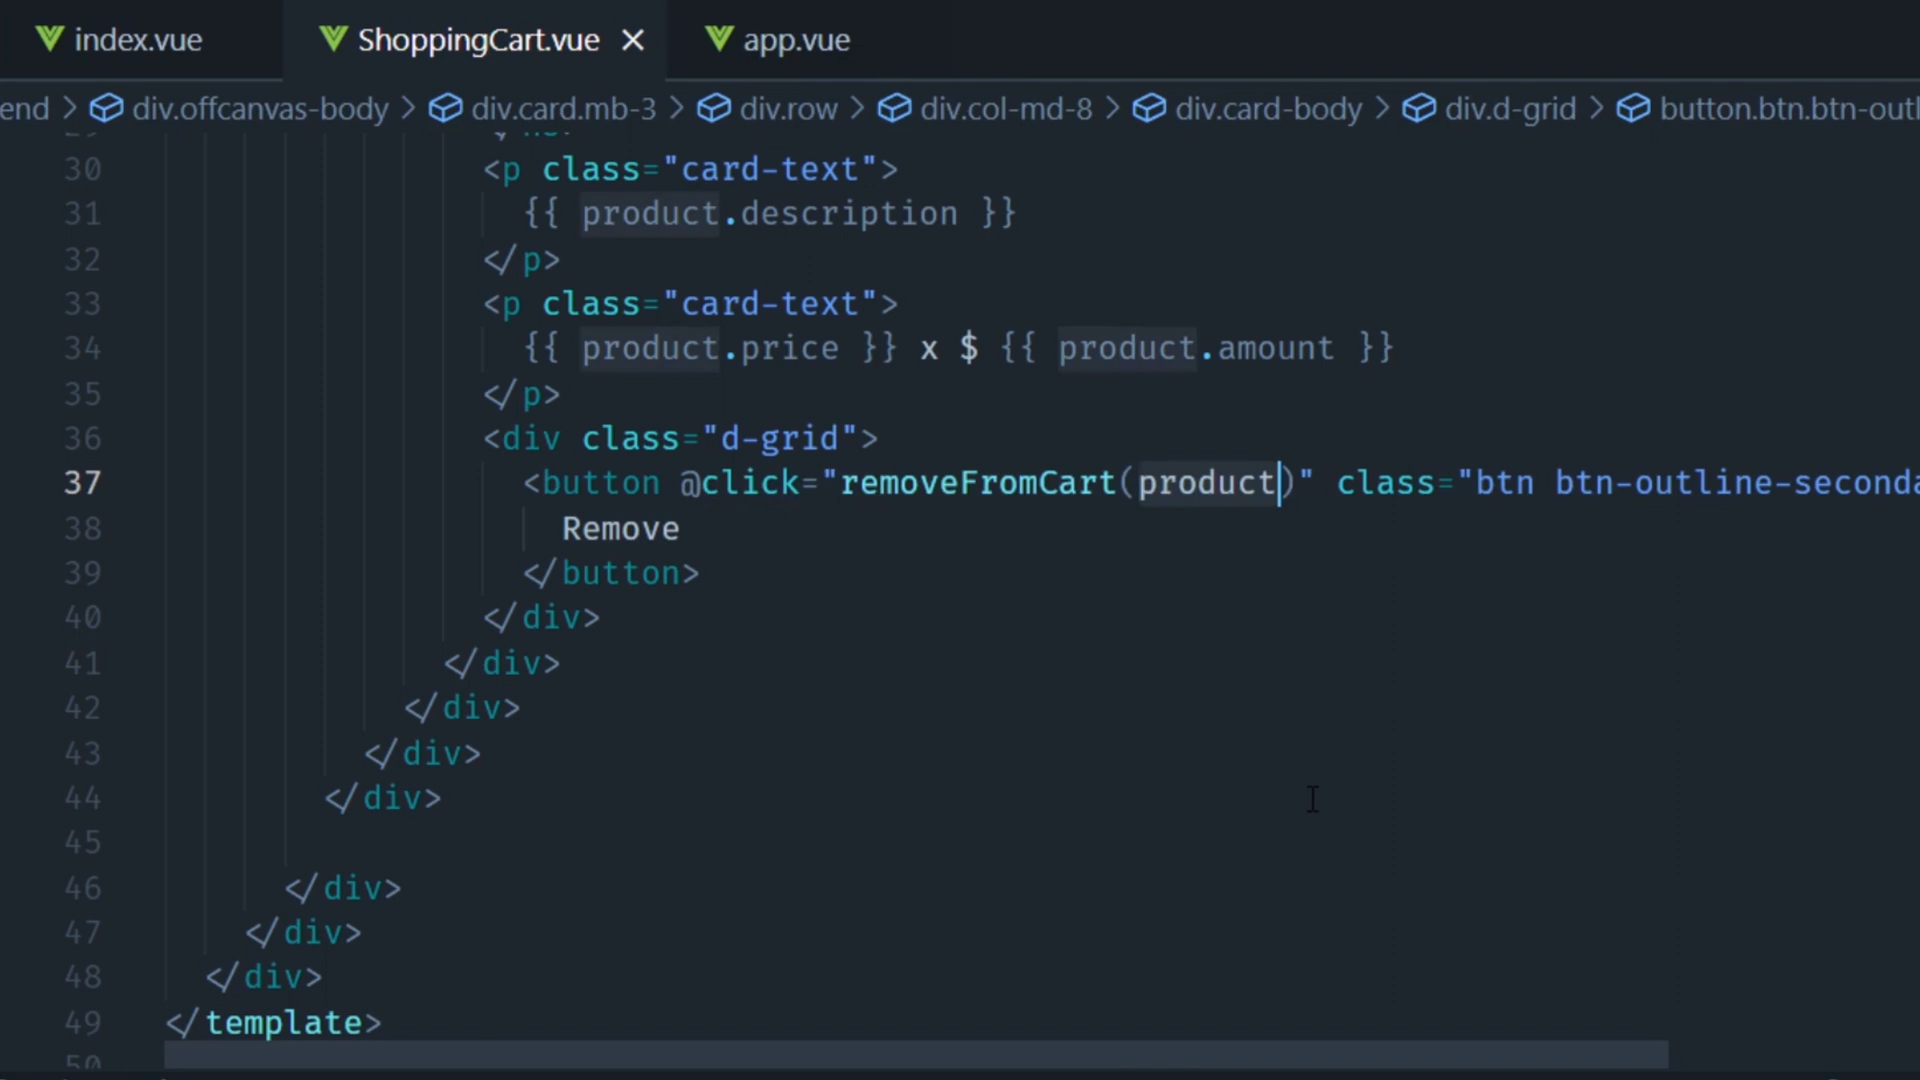 index.vue
ShoppingCart.vue
app.vue
end > div.offcanvas-body > div.card.mb-3 > div.row > div.col-md-8 > div.card-body > div.d-grid > button.btn.btn-outl
30 <p class="card-text">
31 {{ product.description }}
32 </p>
33 <p class="card-text">
34 {{ product.price }} x $ {{ product.amount }}
35 </p>
36 <div class="d-grid">
37 <button @click="removeFromCart(product)" class="btn btn-outline-seconda
38 Remove
39 </button>
40 </div>
41 </div>
42 </div>
43 </div>
44 </div>
45
46 </div>
47 </div>
48 </div>
49 </template>
50